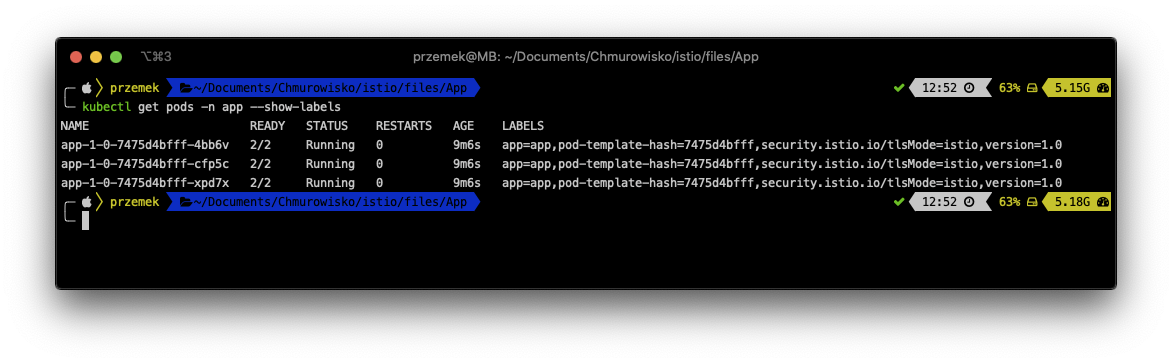 ⌥⌘3 przemek@MB: ~/Documents/Chmurowisko/istio/files/App
przemek ~/Documents/Chmurowisko/istio/files/App ✔ 12:52 63% 5.15G
kubectl get pods -n app --show-labels
NAME READY STATUS RESTARTS AGE LABELS
app-1-0-7475d4bfff-4bb6v 2/2 Running 0 9m6s app=app,pod-template-hash=7475d4bfff,security.istio.io/tlsMode=istio,version=1.0
app-1-0-7475d4bfff-cfp5c 2/2 Running 0 9m6s app=app,pod-template-hash=7475d4bfff,security.istio.io/tlsMode=istio,version=1.0
app-1-0-7475d4bfff-xpd7x 2/2 Running 0 9m6s app=app,pod-template-hash=7475d4bfff,security.istio.io/tlsMode=istio,version=1.0
przemek ~/Documents/Chmurowisko/istio/files/App ✔ 12:52 63% 5.18G